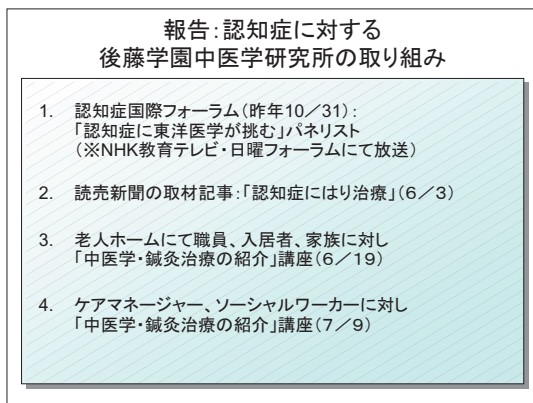 報告：認知症に対する
後藤学園中医学研究所の取り組み
1. 認知症国際フォーラム（昨年10／31）：
「認知症に東洋医学が挑む」パネリスト
（※NHK教育テレビ・日曜フォーラムにて放送）
2. 読売新聞の取材記事：「認知症にはり治療」（6／3）
3. 老人ホームにて職員、入居者、家族に対し
「中医学・鍼灸治療の紹介」講座（6／19）
4. ケアマネージャー、ソーシャルワーカーに対し
「中医学・鍼灸治療の紹介」講座（7／9）